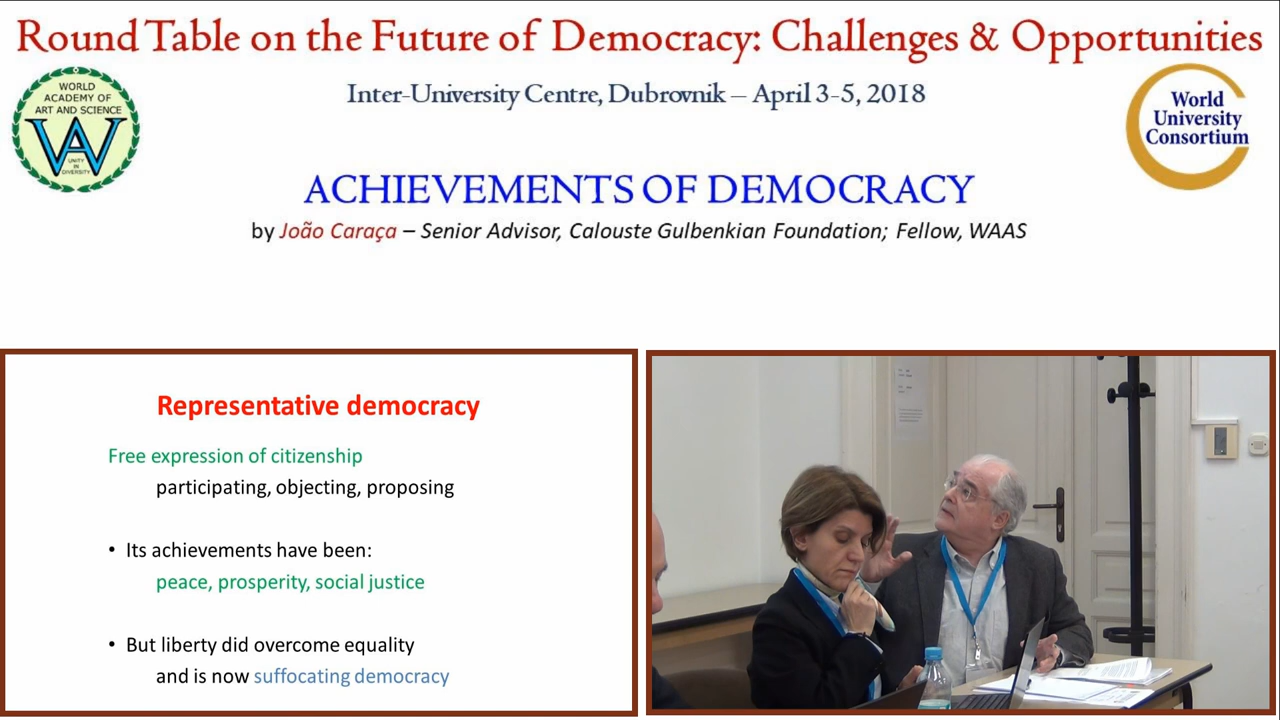 Round Table on the Future of Democracy: Challenges & Opportunities
Inter-University Centre, Dubrovnik – April 3-5, 2018
WORLD
ACADEMY OF
ART AND SCIENCE
WA
UNITY
IN
DIVERSITY
World
University
Consortium
ACHIEVEMENTS OF DEMOCRACY
by João Caraça – Senior Advisor, Calouste Gulbenkian Foundation; Fellow, WAAS
Representative democracy
Free expression of citizenship
participating, objecting, proposing
• Its achievements have been:
peace, prosperity, social justice
• But liberty did overcome equality
and is now suffocating democracy